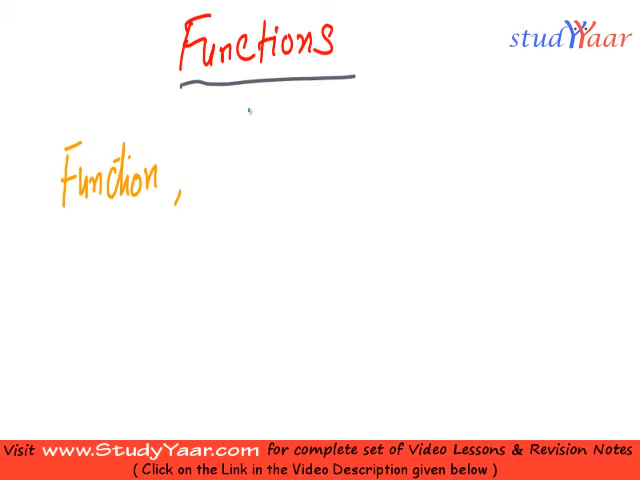 Functions
studYYaar
Function ,
Visit www.StudyYaar.com for complete set of Video Lessons & Revision Notes
( Click on the Link in the Video Description given below )